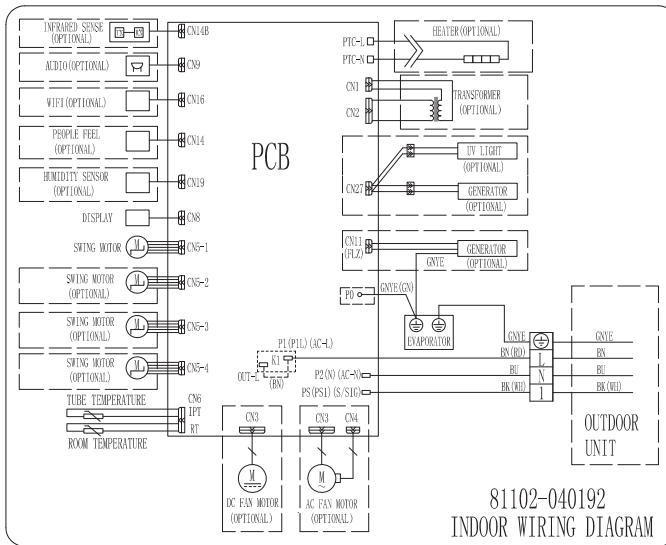 INFRARED SENSE
(OPTIONAL)
CN14B
AUDIO(OPTIONAL)
CN9
WIFI(OPTIONAL)
CN16
PEOPLE FEEL
(OPTIONAL)
CN14
HUMIDITY SENSOR
(OPTIONAL)
CN19
DISPLAY
CN8
SWING MOTOR
M
CN5-1
SWING MOTOR
(OPTIONAL)
M
CN5-2
SWING MOTOR
(OPTIONAL)
M
CN5-3
SWING MOTOR
(OPTIONAL)
M
CN5-4
CN6
TUBE TEMPERATURE
IPT
RT
ROOM TEMPERATURE
PCB
PTC-L
PTC-N
HEATER(OPTIONAL)
CN1
CN2
TRANSFORMER
(OPTIONAL)
CN27
UV LIGHT
(OPTIONAL)
GENERATOR
(OPTIONAL)
CN11
(FLZ)
GENERATOR
(OPTIONAL)
GNYE
P0
GNYE(GN)
EVAPORATOR
P1(P1L)(AC-L)
K1
OUT-L
(BN)
P2(N)(AC-N)
PS(PS1)(S/SIG)
GNYE
BN(RD)
BU
BK(WH)
L
N
1
GNYE
BN
BU
BK(WH)
OUTDOOR
UNIT
CN3
M
DC FAN MOTOR
(OPTIONAL)
CN3
CN4
M
~
AC FAN MOTOR
(OPTIONAL)
81102-040192
INDOOR WIRING DIAGRAM